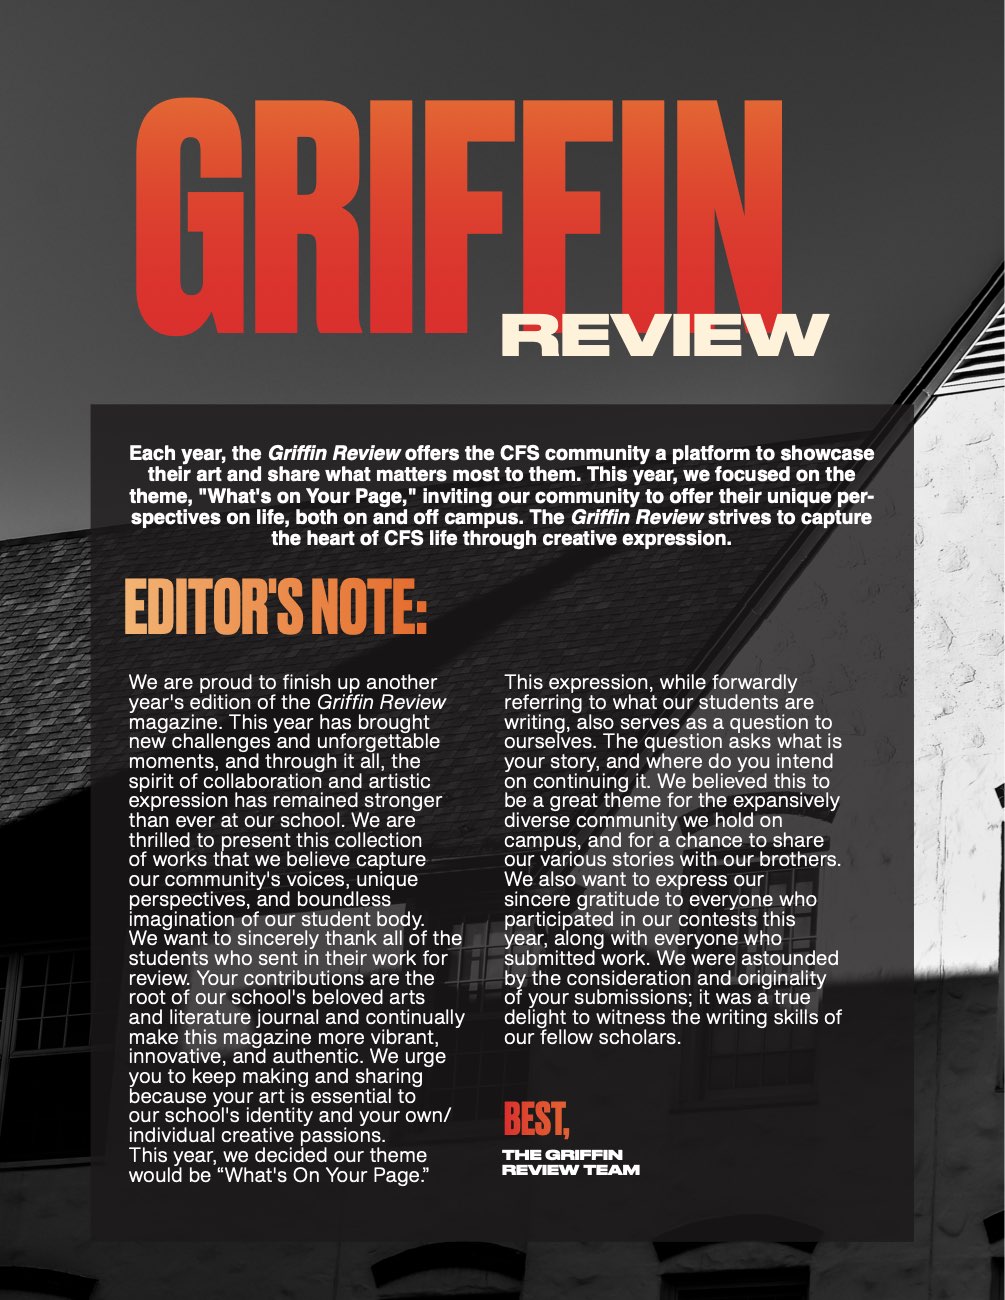 GRIFFIN
REVIEW
Each year, the Griffin Review offers the CFS community a platform to showcase
their art and share what matters most to them. This year, we focused on the
theme, "What's on Your Page," inviting our community to offer their unique per-
spectives on life, both on and off campus. The Griffin Review strives to capture
the heart of CFS life through creative expression.
EDITOR'S NOTE:
We are proud to finish up another
year's edition of the Griffin Review
magazine. This year has brought
new challenges and unforgettable
moments, and through it all, the
spirit of collaboration and artistic
expression has remained stronger
than ever at our school. We are
thrilled to present this collection
of works that we believe capture
our community's voices, unique
perspectives, and boundless
imagination of our student body.
We want to sincerely thank all of the
students who sent in their work for
review. Your contributions are the
root of our school's beloved arts
and literature journal and continually
make this magazine more vibrant,
innovative, and authentic. We urge
you to keep making and sharing
because your art is essential to
our school's identity and your own/
individual creative passions.
This year, we decided our theme
would be “What's On Your Page.”
This expression, while forwardly
referring to what our students are
writing, also serves as a question to
ourselves. The question asks what is
your story, and where do you intend
on continuing it. We believed this to
be a great theme for the expansively
diverse community we hold on
campus, and for a chance to share
our various stories with our brothers.
We also want to express our
sincere gratitude to everyone who
participated in our contests this
year, along with everyone who
submitted work. We were astounded
by the consideration and originality
of your submissions; it was a true
delight to witness the writing skills of
our fellow scholars.
BEST,
THE GRIFFIN
REVIEW TEAM